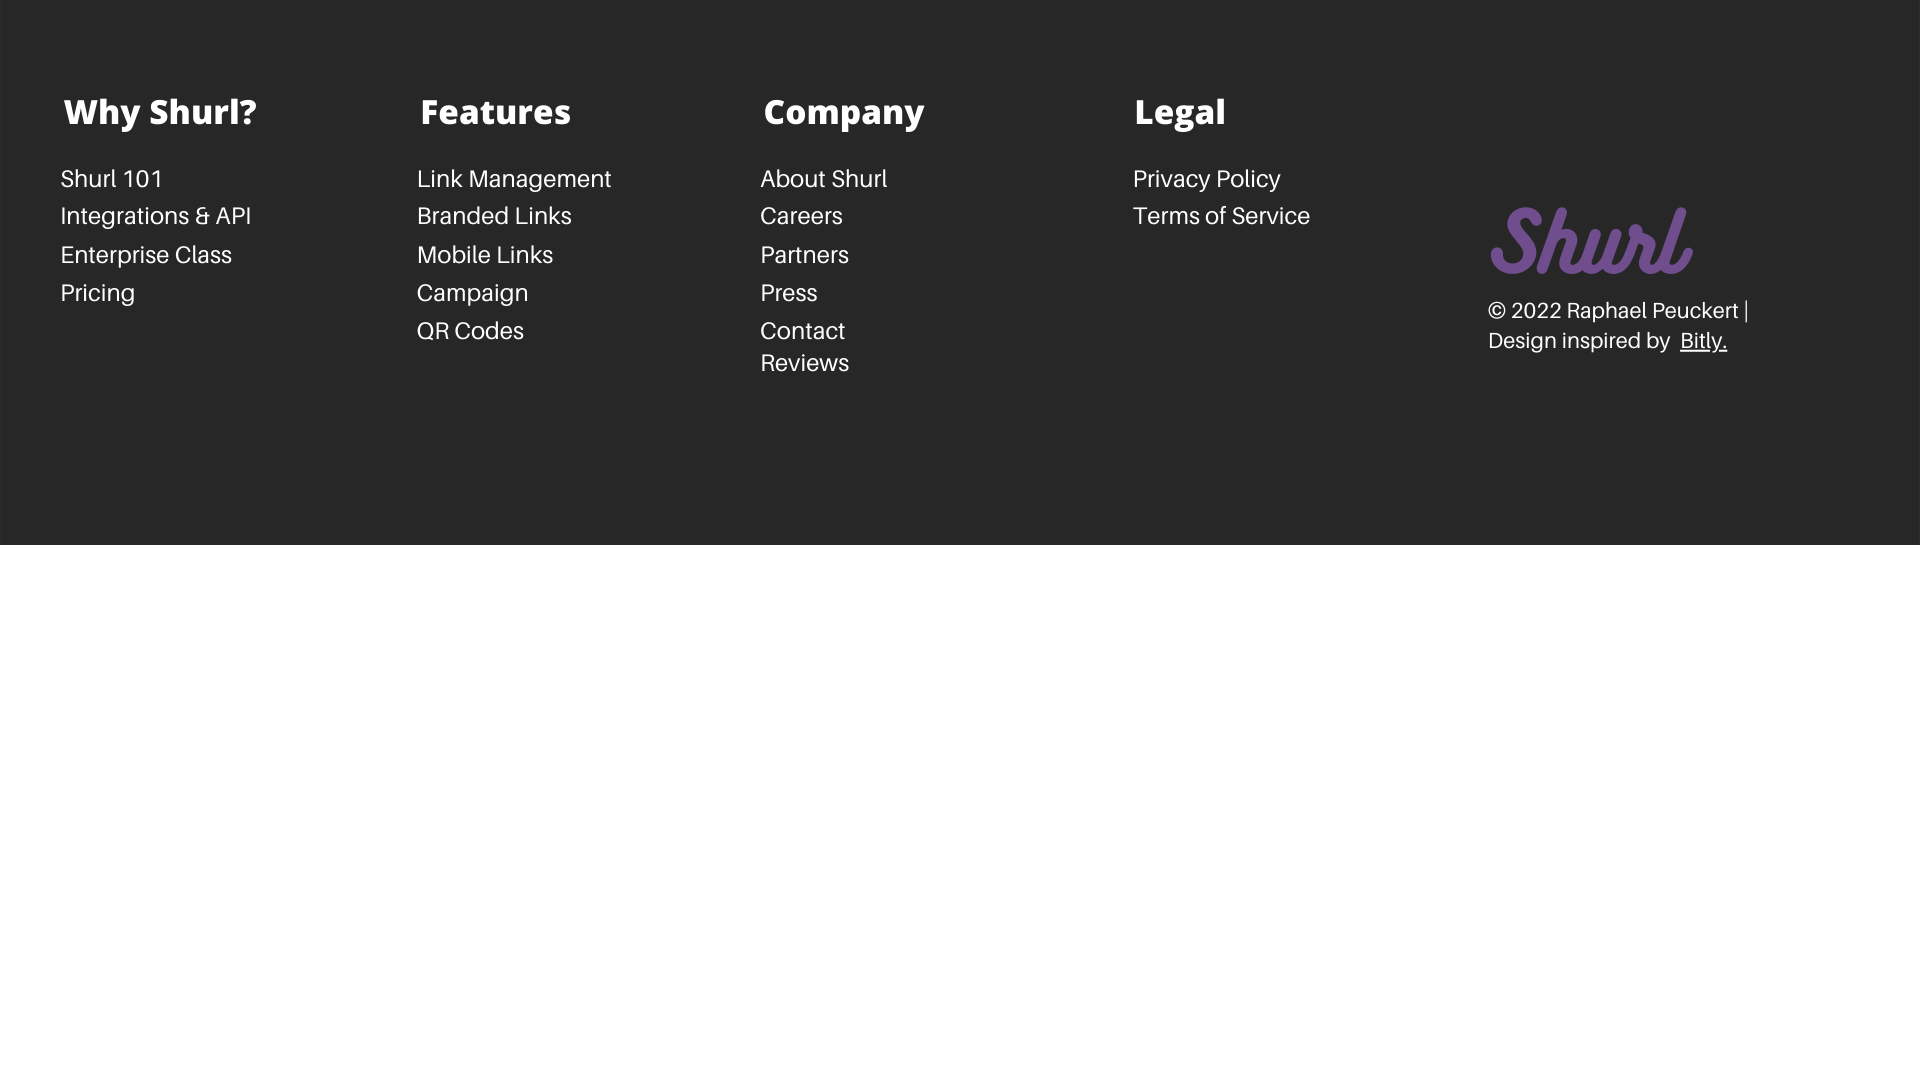 Why Shurl?
Shurl 101
Integrations & API
Enterprise Class
Pricing
Features
Link Management
Branded Links
Mobile Links
Campaign
QR Codes
Company
About Shurl
Careers
Partners
Press
Contact
Reviews
Legal
Privacy Policy
Terms of Service
Shurl
© 2022 Raphael Peuckert |
Design inspired by Bitly.